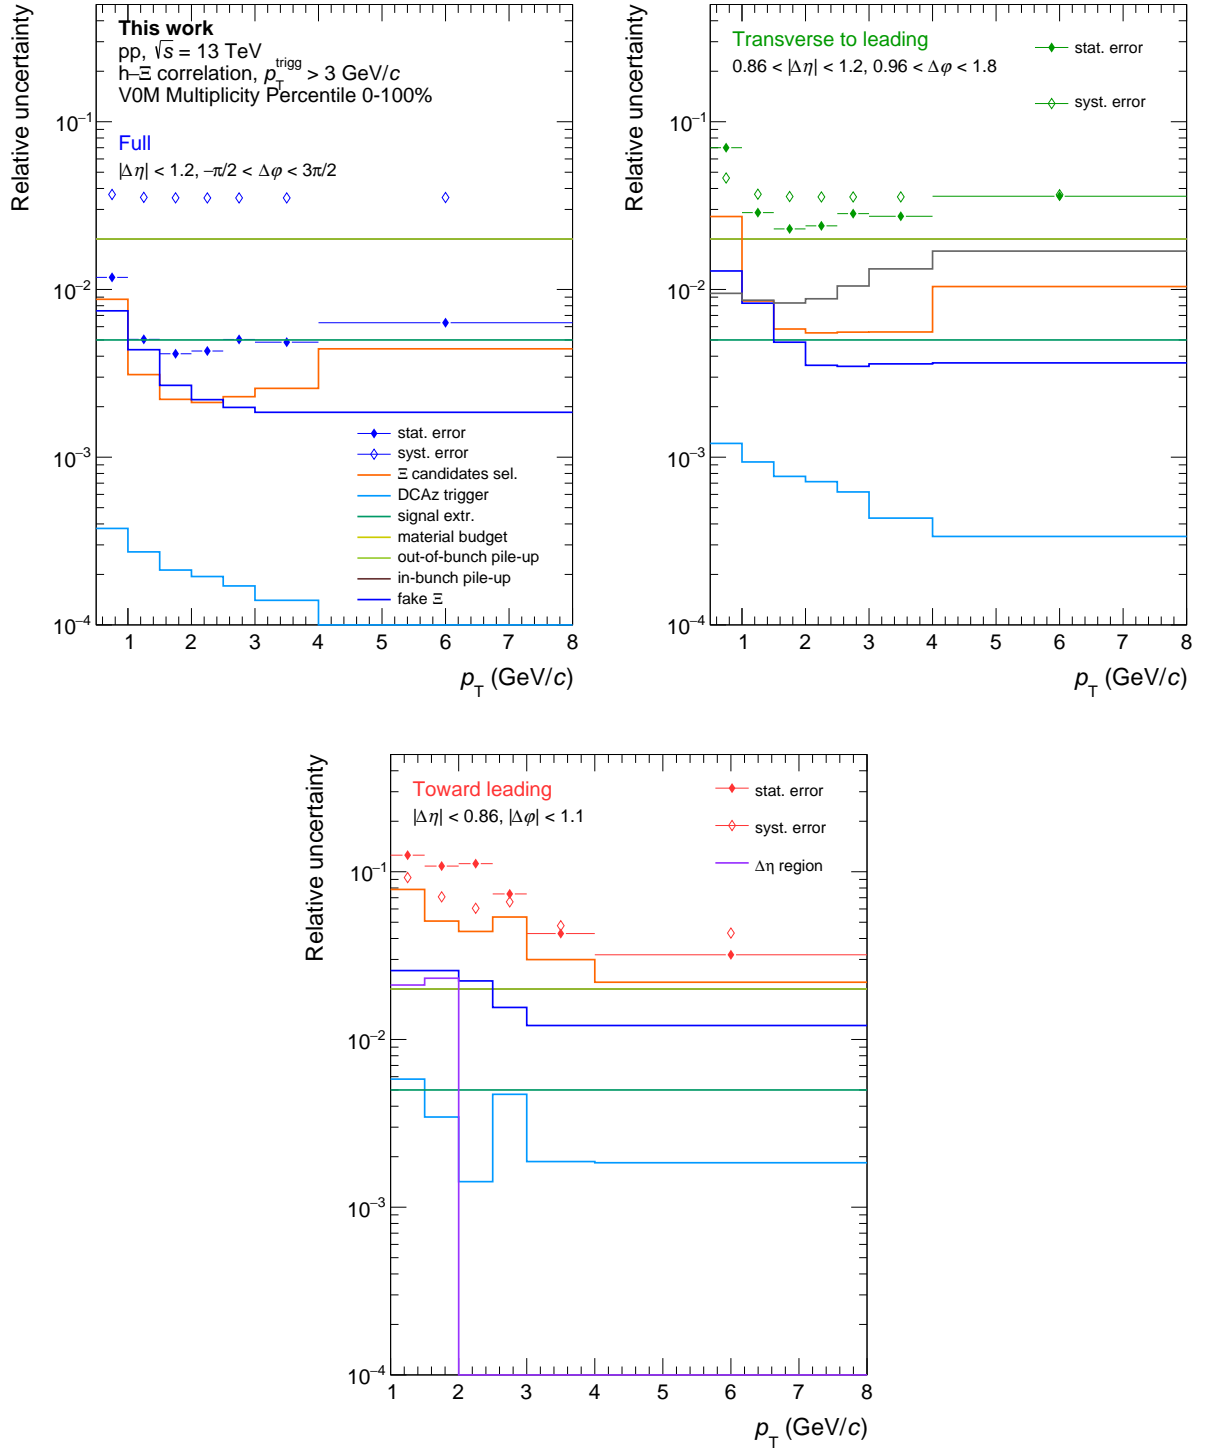 This work
pp, √s = 13 TeV
h–Ξ correlation, p_T^trigg > 3 GeV/c
V0M Multiplicity Percentile 0-100%
Full
|Δη| < 1.2, –π/2 < Δφ < 3π/2
Relative uncertainty
10⁻¹
10⁻²
10⁻³
10⁻⁴
stat. error
syst. error
Ξ candidates sel.
DCAz trigger
signal extr.
material budget
out-of-bunch pile-up
in-bunch pile-up
fake Ξ
1 2 3 4 5 6 7 8
p_T (GeV/c)
Transverse to leading
0.86 < |Δη| < 1.2, 0.96 < Δφ < 1.8
stat. error
syst. error
Relative uncertainty
10⁻¹
10⁻²
10⁻³
10⁻⁴
1 2 3 4 5 6 7 8
p_T (GeV/c)
Toward leading
|Δη| < 0.86, |Δφ| < 1.1
stat. error
syst. error
Δη region
Relative uncertainty
10⁻¹
10⁻²
10⁻³
10⁻⁴
1 2 3 4 5 6 7 8
p_T (GeV/c)